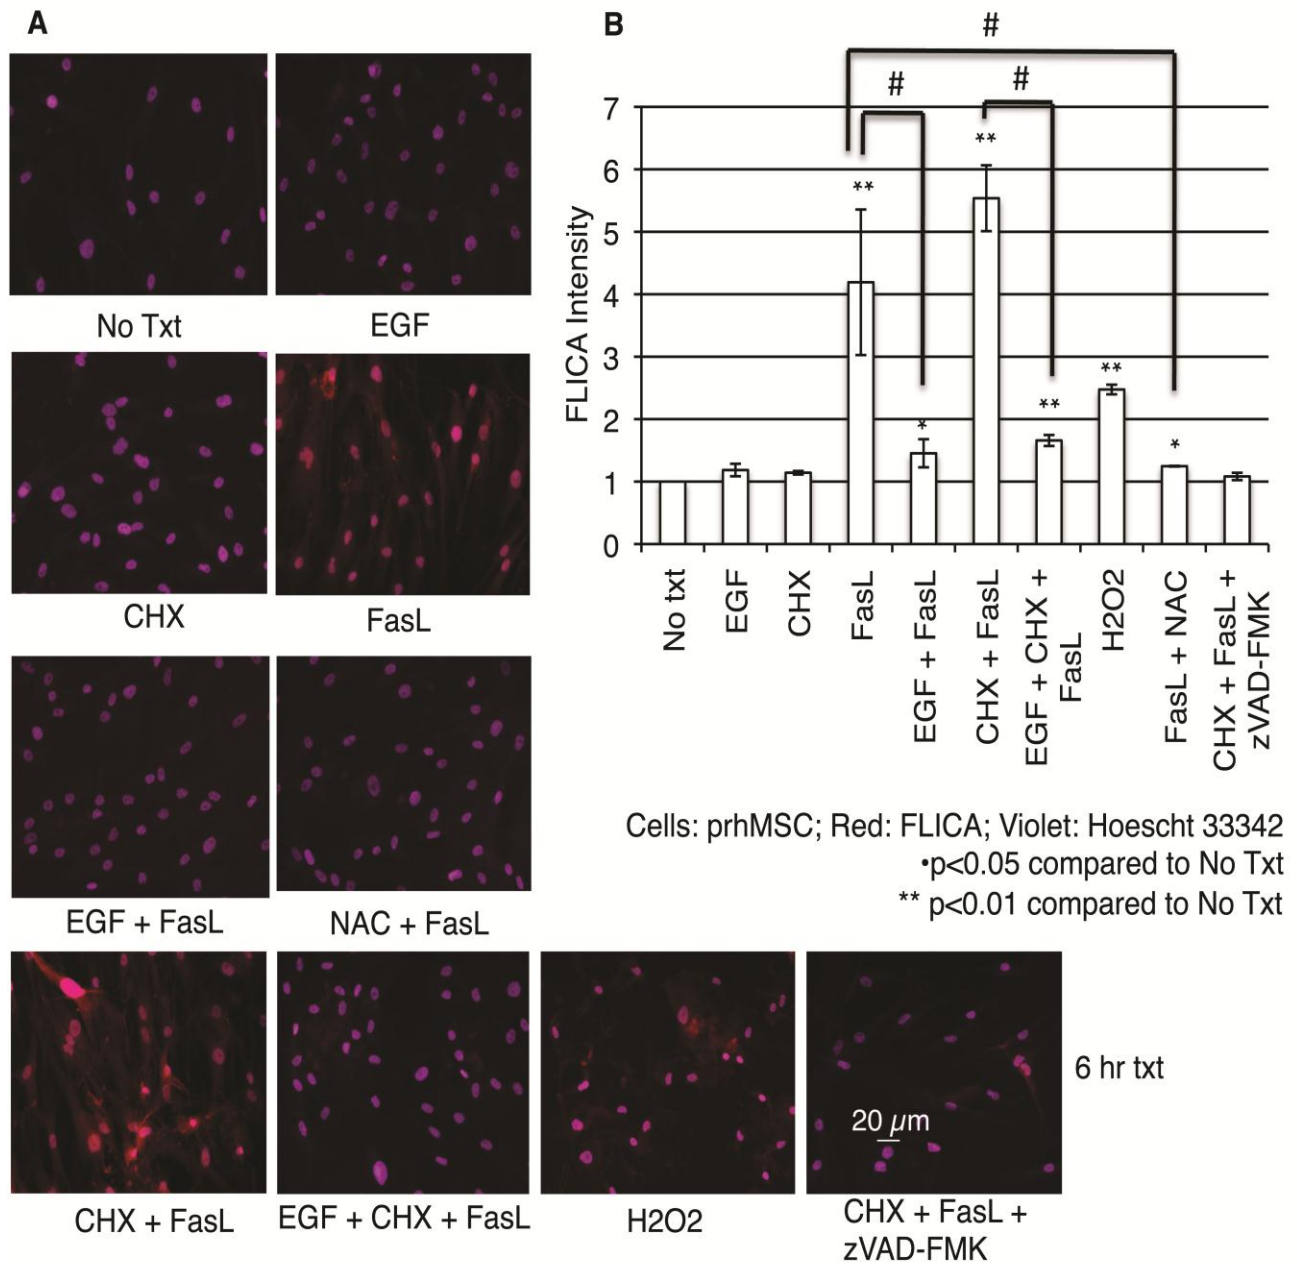 A
No Txt
EGF
CHX
FasL
EGF + FasL
NAC + FasL
CHX + FasL
EGF + CHX + FasL
H2O2
20 µm
CHX + FasL +
zVAD-FMK
6 hr txt
B
#
#
#
FLICA Intensity
7
6
5
4
3
2
1
0
**
*
**
**
**
*
No txt
EGF
CHX
FasL
EGF + FasL
CHX + FasL
EGF + CHX +
FasL
H2O2
FasL + NAC
CHX + FasL +
zVAD-FMK
Cells: prhMSC; Red: FLICA; Violet: Hoescht 33342
•p<0.05 compared to No Txt
** p<0.01 compared to No Txt